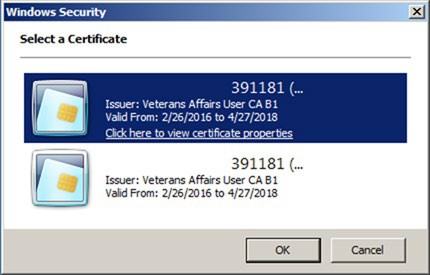 Windows Security
Select a Certificate
391181 (...
Issuer: Veterans Affairs User CA B1
Valid From: 2/26/2016 to 4/27/2018
Click here to view certificate properties
391181 (...
Issuer: Veterans Affairs User CA B1
Valid From: 2/26/2016 to 4/27/2018
OK Cancel